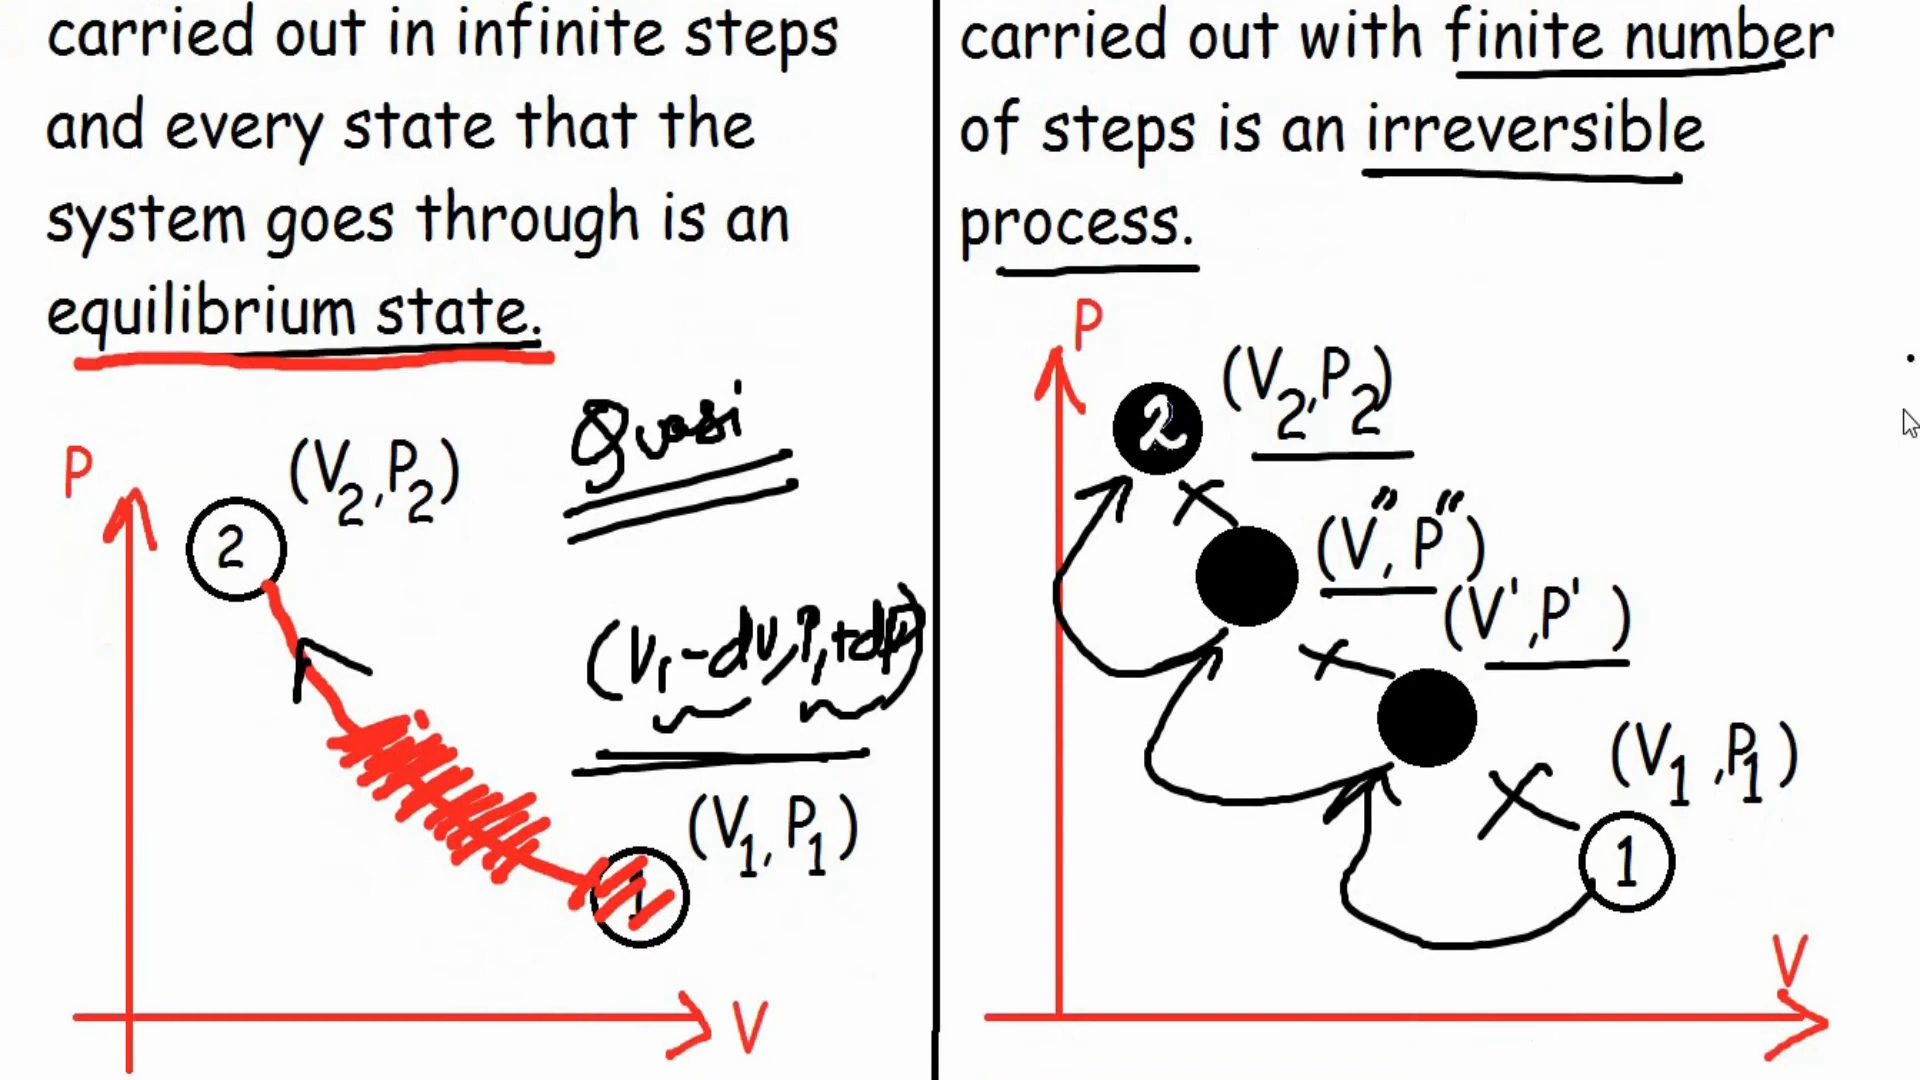 carried out in infinite steps
and every state that the
system goes through is an
equilibrium state.
Quasi
P
(V2,P2)
2
(V1-dV,P1+dP)
(V1,P1)
1
V
carried out with finite number
of steps is an irreversible
process.
P
(V2,P2)
2
(V",P")
(V',P')
(V1,P1)
1
V